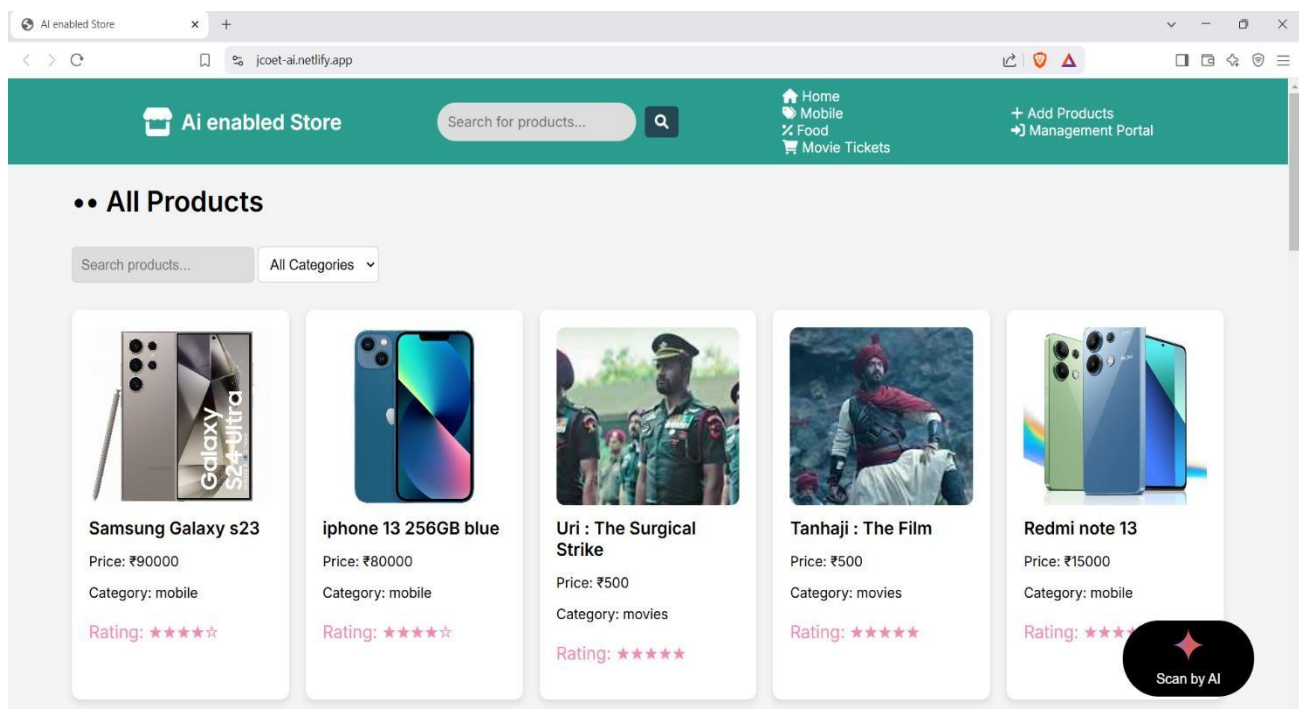 AI enabled Store
jcoet-ai.netlify.app
Ai enabled Store
Search for products...
Home
Mobile
Food
Movie Tickets
Add Products
Management Portal
•• All Products
Search products...
All Categories
Galaxy
S24 Ultra
Samsung Galaxy s23
Price: ₹90000
Category: mobile
Rating: ★★★★☆
iphone 13 256GB blue
Price: ₹80000
Category: mobile
Rating: ★★★★☆
Uri : The Surgical
Strike
Price: ₹500
Category: movies
Rating: ★★★★★
Tanhaji : The Film
Price: ₹500
Category: movies
Rating: ★★★★★
Redmi note 13
Price: ₹15000
Category: mobile
Rating: ★★★★
Scan by AI